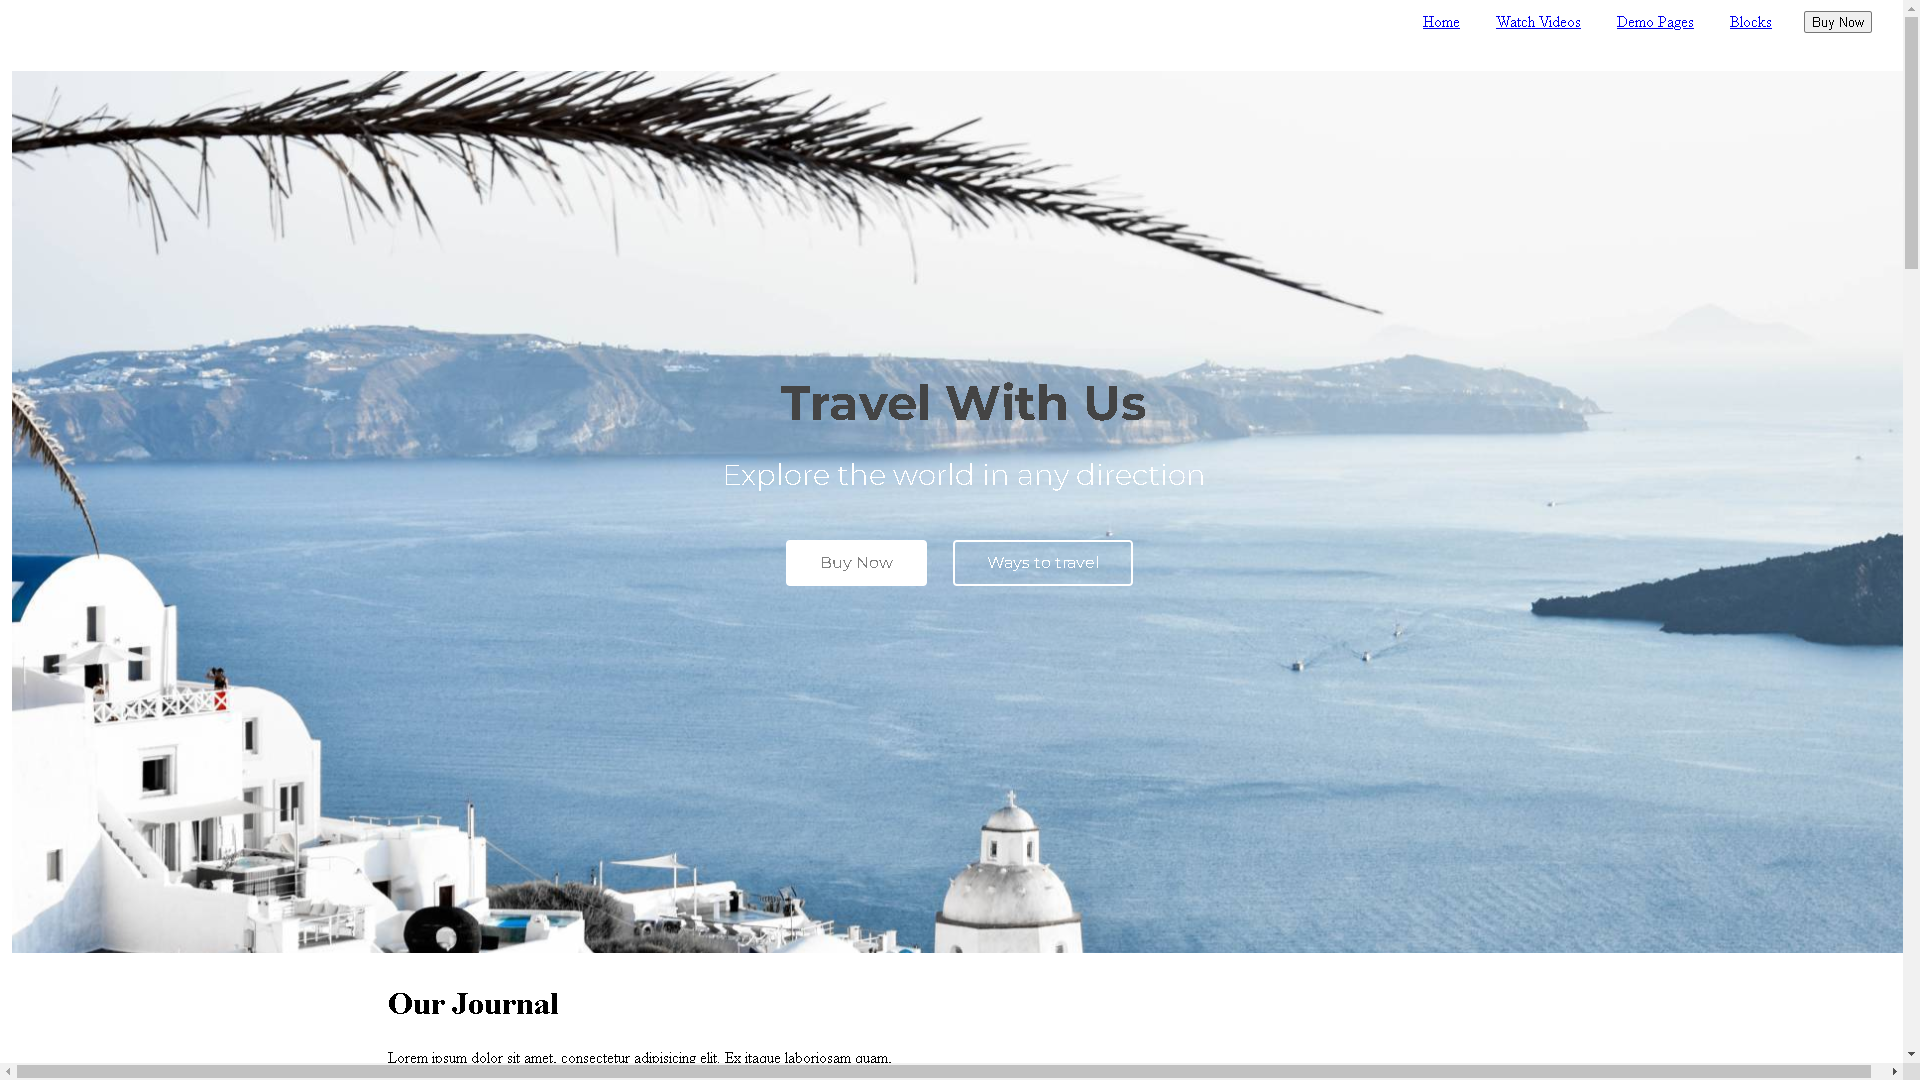 Home Watch Videos Demo Pages Blocks Buy Now
Travel With Us
Explore the world in any direction
Buy Now Ways to travel
Our Journal
Lorem ipsum dolor sit amet, consectetur adipisicing elit. Ex itaque laboriosam quam,